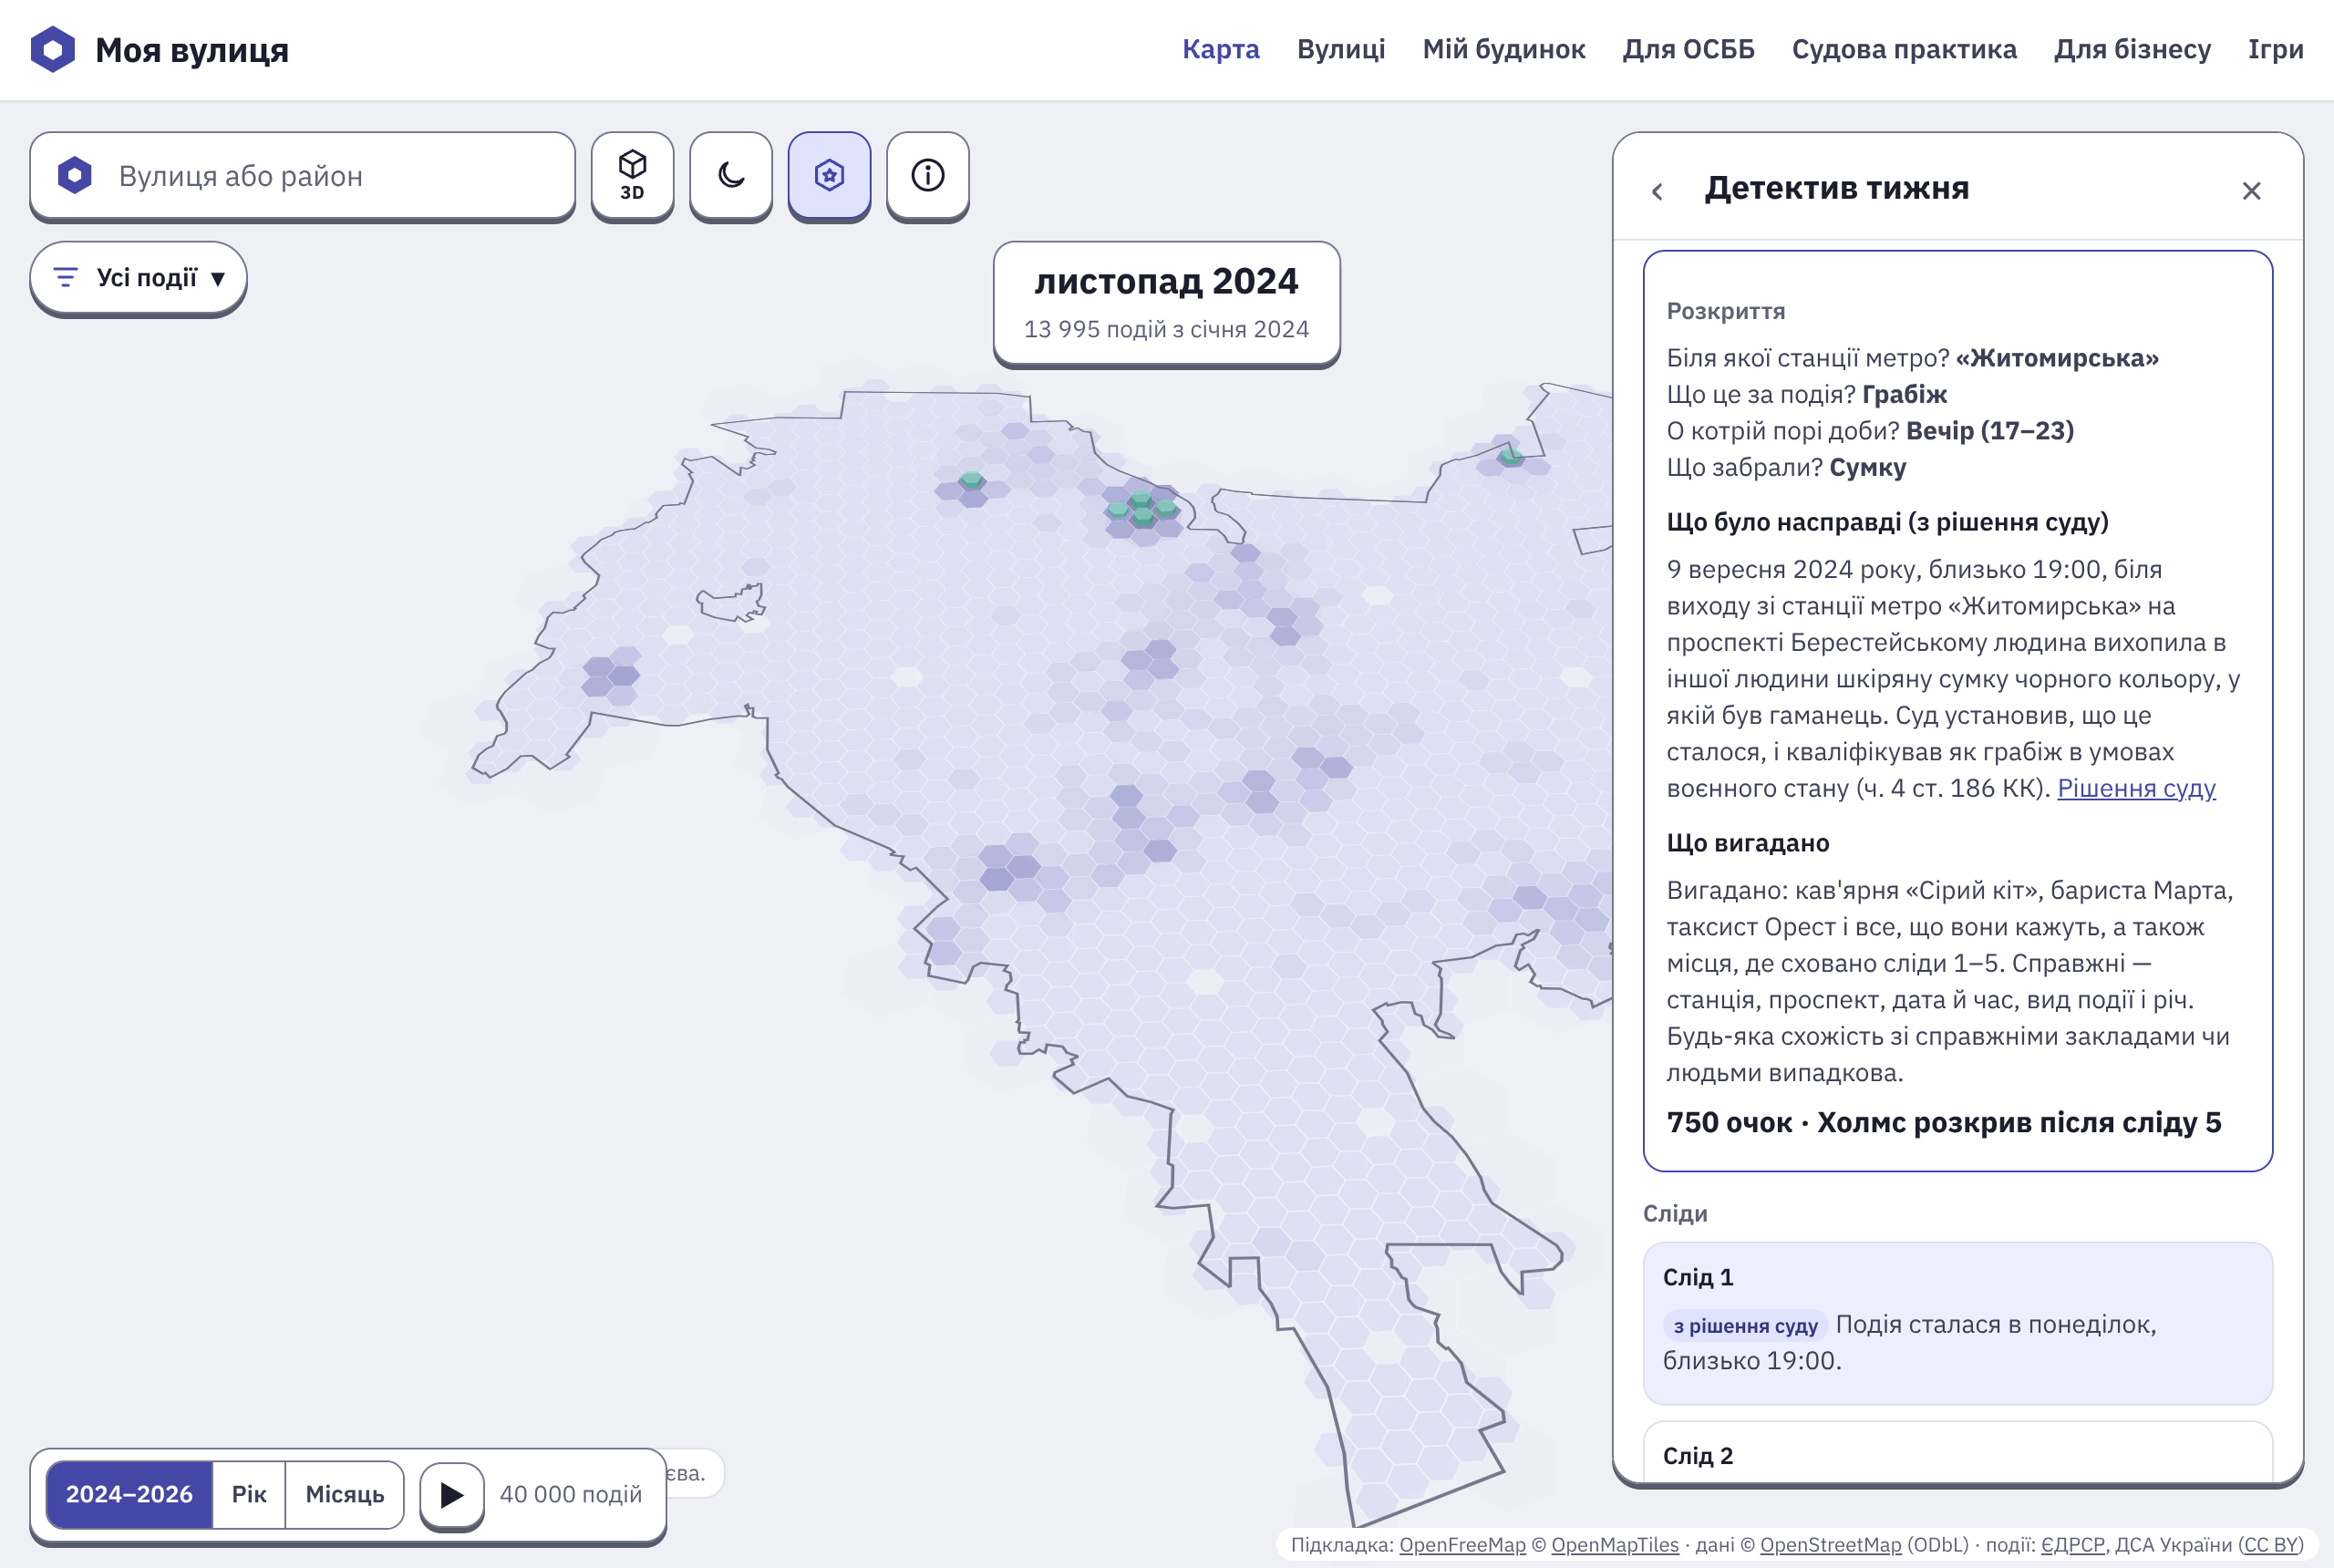 Моя вулиця
Карта Вулиці Мій будинок Для ОСББ Судова практика Для бізнесу Ігри
Вулиця або район
3D
Усі події ▼
листопад 2024
13 995 подій з січня 2024
Детектив тижня
Розкриття
Біля якої станції метро? «Житомирська»
Що це за подія? Грабіж
О котрій порі доби? Вечір (17–23)
Що забрали? Сумку
Що було насправді (з рішення суду)
9 вересня 2024 року, близько 19:00, біля
виходу зі станції метро «Житомирська» на
проспекті Берестейському людина вихопила в
іншої людини шкіряну сумку чорного кольору, у
якій був гаманець. Суд установив, що це
сталося, і кваліфікував як грабіж в умовах
воєнного стану (ч. 4 ст. 186 КК). Рішення суду
Що вигадано
Вигадано: кав'ярня «Сірий кіт», бариста Марта,
таксист Орест і все, що вони кажуть, а також
місця, де сховано сліди 1–5. Справжні —
станція, проспект, дата й час, вид події і річ.
Будь-яка схожість зі справжніми закладами чи
людьми випадкова.
750 очок · Холмс розкрив після сліду 5
Сліди
Слід 1
з рішення суду Подія сталася в понеділок,
близько 19:00.
Слід 2
2024–2026 Рік Місяць 40 000 подій
єва.
Підкладка: OpenFreeMap © OpenMapTiles · дані © OpenStreetMap (ODbL) · події: ЄДРСР, ДСА України (CC BY)